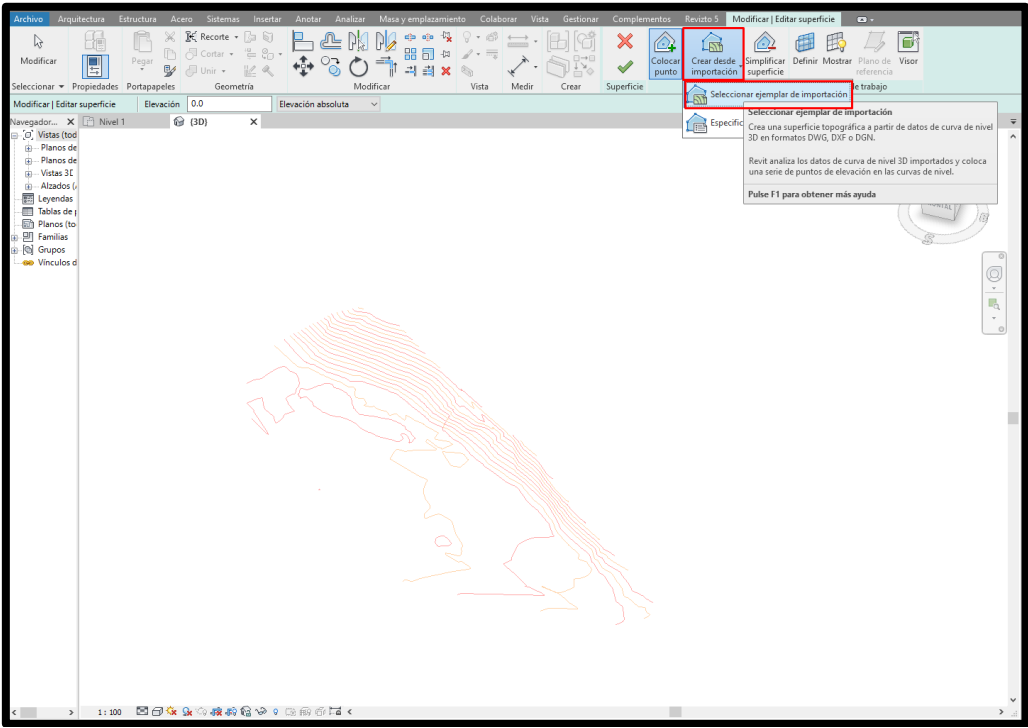 Archivo Arquitectura Estructura Acero Sistemas Insertar Anotar Analizar Masa y emplazamiento Colaborar Vista Gestionar Complementos Revizto 5 Modificar | Editar superficie
Modificar
Pegar
Recorte
Cortar
Unir
Colocar punto
Crear desde importación
Simplificar superficie
Definir Mostrar Plano de referencia Visor
Seleccionar Propiedades Portapapeles Geometría Modificar Vista Medir Crear Superficie
de trabajo
Seleccionar ejemplar de importación
Especific
Modificar | Editar superficie Elevación 0.0 Elevación absoluta
Seleccionar ejemplar de importación
Crea una superficie topográfica a partir de datos de curva de nivel
3D en formatos DWG, DXF o DGN.
Revit analiza los datos de curva de nivel 3D importados y coloca
una serie de puntos de elevación en las curvas de nivel.
Pulse F1 para obtener más ayuda
Navegador... X Nivel 1 (3D) X
Vistas (tod
Planos de
Planos de
Vistas 3D
Alzados (
Leyendas
Tablas de
Planos (to
Familias
Grupos
Vínculos d
S
1 : 100